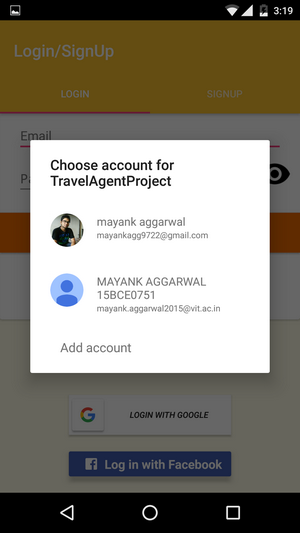 3:19
Login/SignUp
LOGIN
SIGNUP
Email
Pa
Choose account for
TravelAgentProject
mayank aggarwal
mayankagg9722@gmail.com
MAYANK AGGARWAL
15BCE0751
mayank.aggarwal2015@vit.ac.in
Add account
G
LOGIN WITH GOOGLE
f
Log in with Facebook